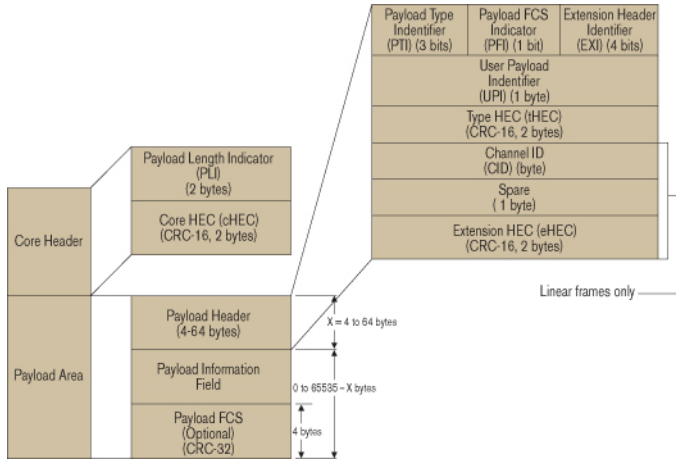 Payload Type
Indentifier
(PTI) (3 bits)
Payload FCS
Indicator
(PFI) (1 bit)
Extension Header
Identifier
(EXI) (4 bits)
User Payload
Indentifier
(UPI) (1 byte)
Type HEC (tHEC)
(CRC-16, 2 bytes)
Channel ID
(CID) (byte)
Spare
( 1 byte)
Extension HEC (eHEC)
(CRC-16, 2 bytes)
Linear frames only
Payload Length Indicator
(PLI)
(2 bytes)
Core HEC (cHEC)
(CRC-16, 2 bytes)
Core Header
Payload Header
(4-64 bytes)
X = 4 to 64 bytes
Payload Area
Payload Information
Field
0 to 65535 – X bytes
Payload FCS
(Optional)
(CRC-32)
4 bytes